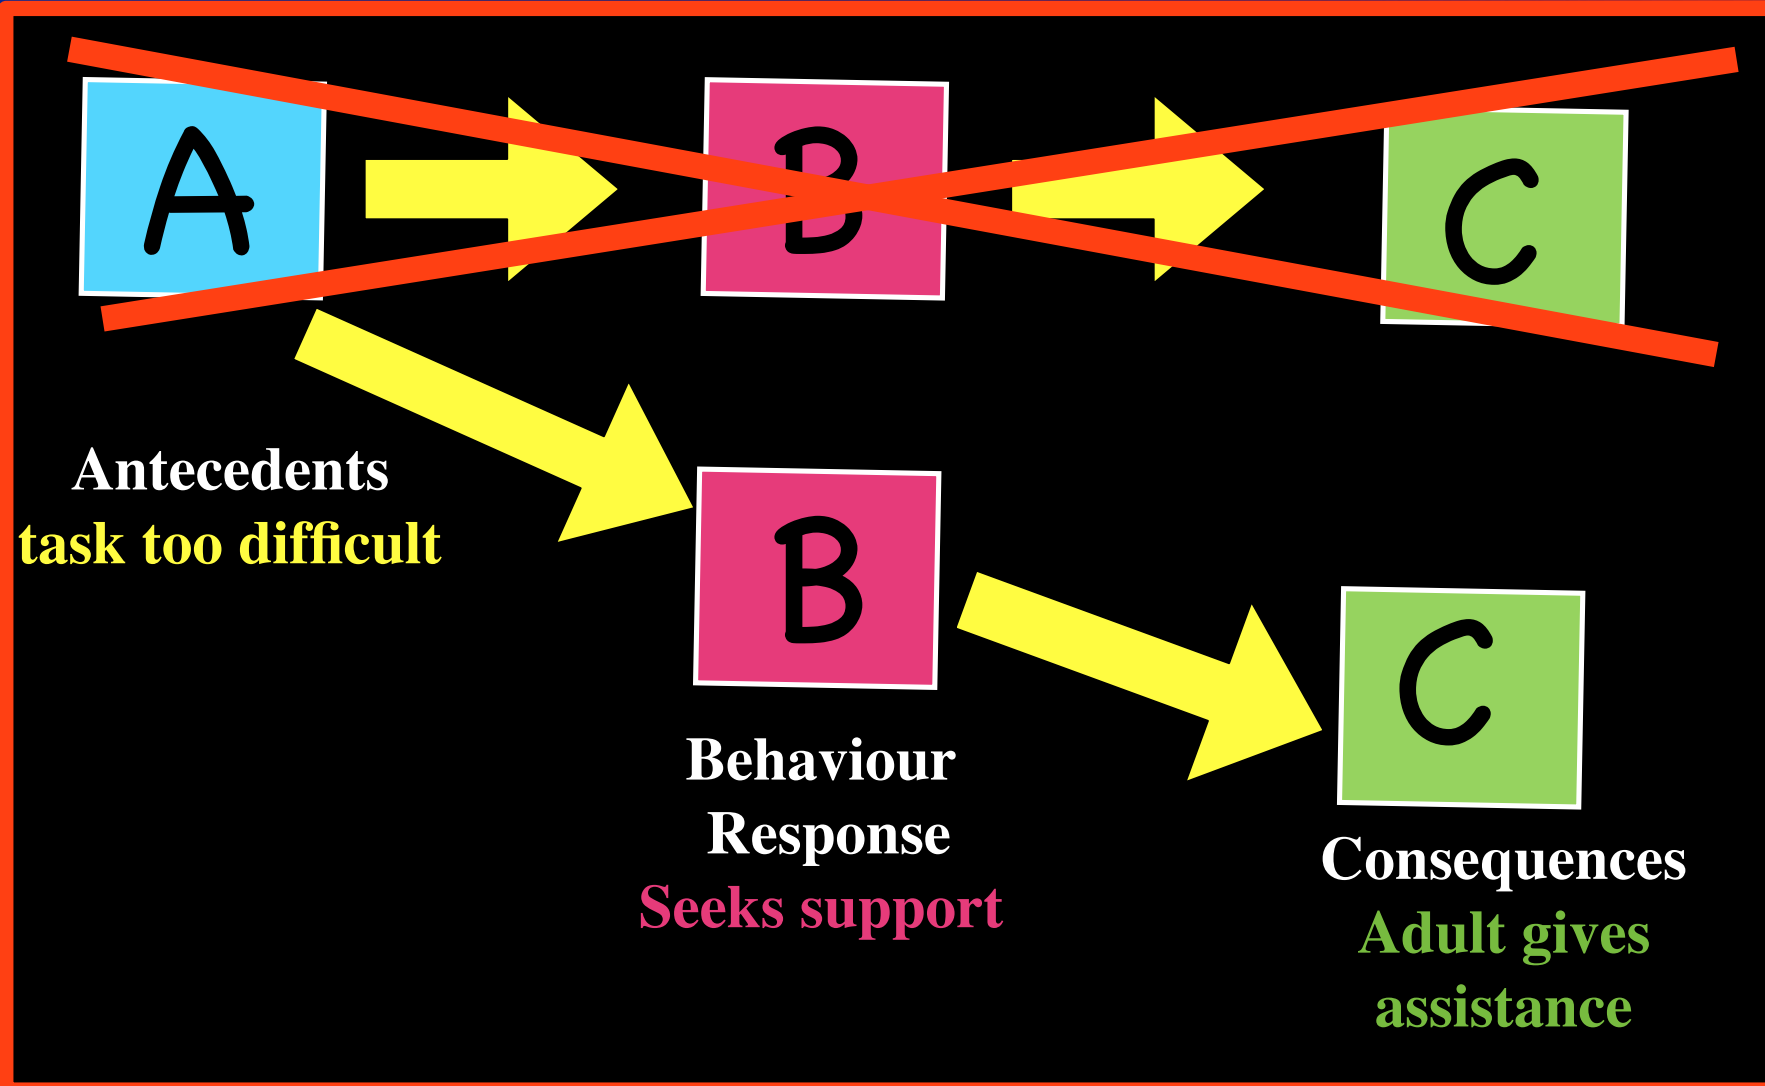 A
B
C
Antecedents
task too difficult
B
Behaviour
Response
Seeks support
C
Consequences
Adult gives
assistance